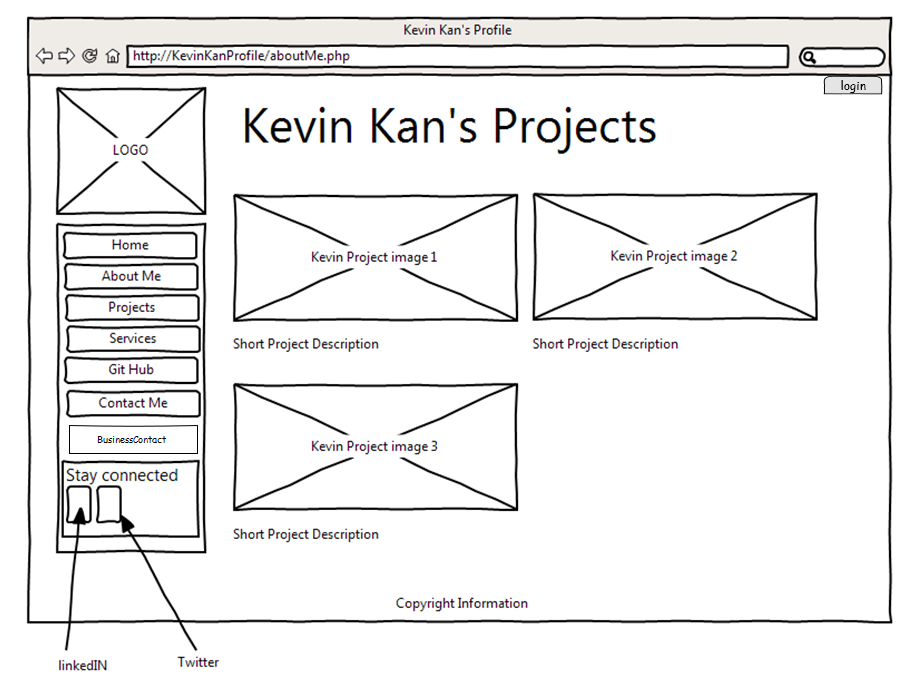 Kevin Kan's Profile
http://KevinKanProfile/aboutMe.php
login
LOGO
Kevin Kan's Projects
Home
About Me
Projects
Services
Git Hub
Contact Me
BusinessContact
Stay connected
Kevin Project image 1
Kevin Project image 2
Short Project Description
Short Project Description
Kevin Project image 3
Short Project Description
Copyright Information
linkedIN
Twitter